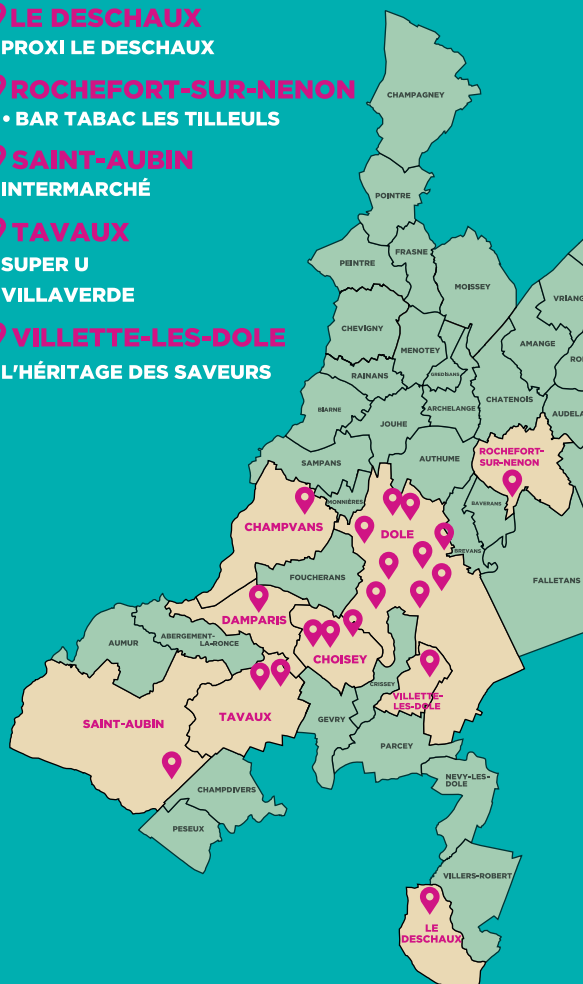 LE DESCHAUX
PROXI LE DESCHAUX
ROCHEFORT-SUR-NENON
• BAR TABAC LES TILLEULS
SAINT-AUBIN
INTERMARCHÉ
TAVAUX
SUPER U
VILLAVERDE
VILLETTE-LES-DOLE
L'HÉRITAGE DES SAVEURS
CHAMPAGNEY
POINTRE
FRASNE
PEINTRE
MOISSEY
VRIANG
CHEVIGNY
MENOTEY
AMANGE
RAINANS
GREDISANS
CHATENOIS
BIARNE
ARCHELANGE
AUDELA
JOUHE
AUTHUME
ROCHEFORT-
SUR-NENON
SAMPANS
MONNIÈRES
BAVERANS
CHAMPVANS
DOLE
BREVANS
FOUCHERANS
FALLETANS
DAMPARIS
ABERGEMENT-
LA-RONCE
AUMUR
CHOISEY
CRISSEY
VILLETTE-
LES-DOLE
SAINT-AUBIN
TAVAUX
GEVRY
PARCEY
CHAMPDIVERS
NEVY-LES-
DOLE
PESEUX
VILLERS-ROBERT
LE
DESCHAUX